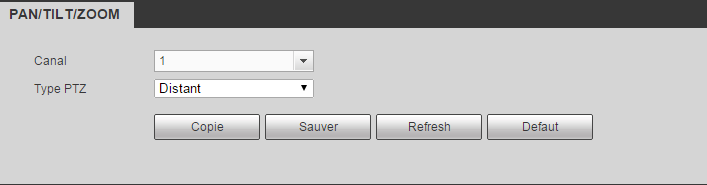 PAN/TILT/ZOOM
Canal 1
Type PTZ Distant
Copie Sauver Refresh Defaut